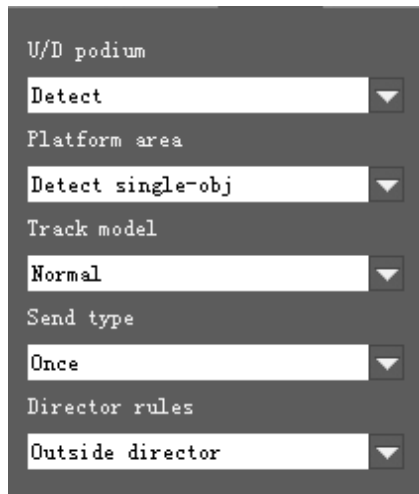 U/D podium
Detect
Platform area
Detect single-obj
Track model
Normal
Send type
Once
Director rules
Outside director